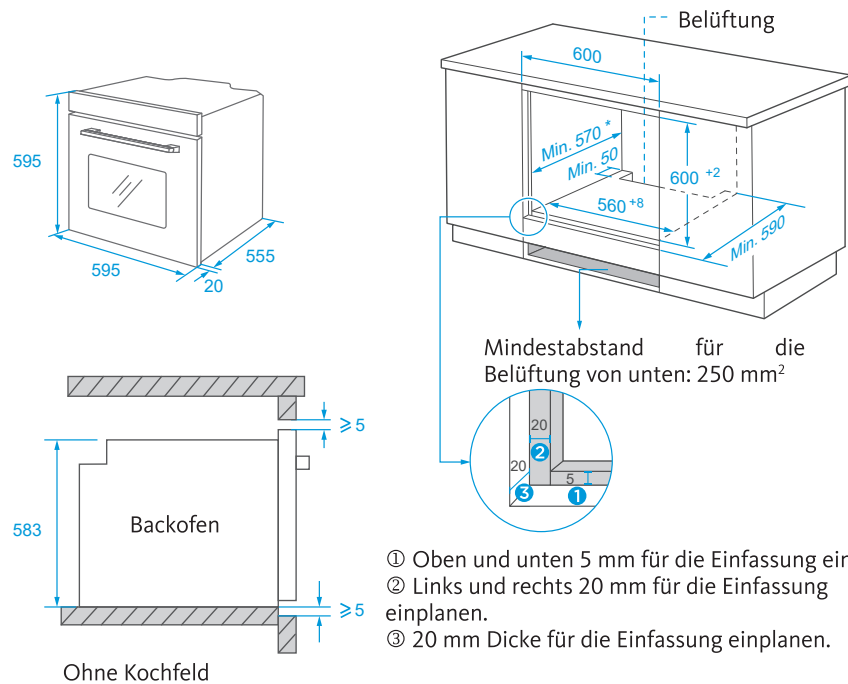 Belüftung
600
595
Min. 570 *
Min. 50
600 +2
560 +8
Min. 590
595
555
20
Mindestabstand für die
Belüftung von unten: 250 mm²
≥ 5
20
2
20
5
3
1
583
Backofen
≥ 5
① Oben und unten 5 mm für die Einfassung ein
② Links und rechts 20 mm für die Einfassung
einplanen.
③ 20 mm Dicke für die Einfassung einplanen.
Ohne Kochfeld